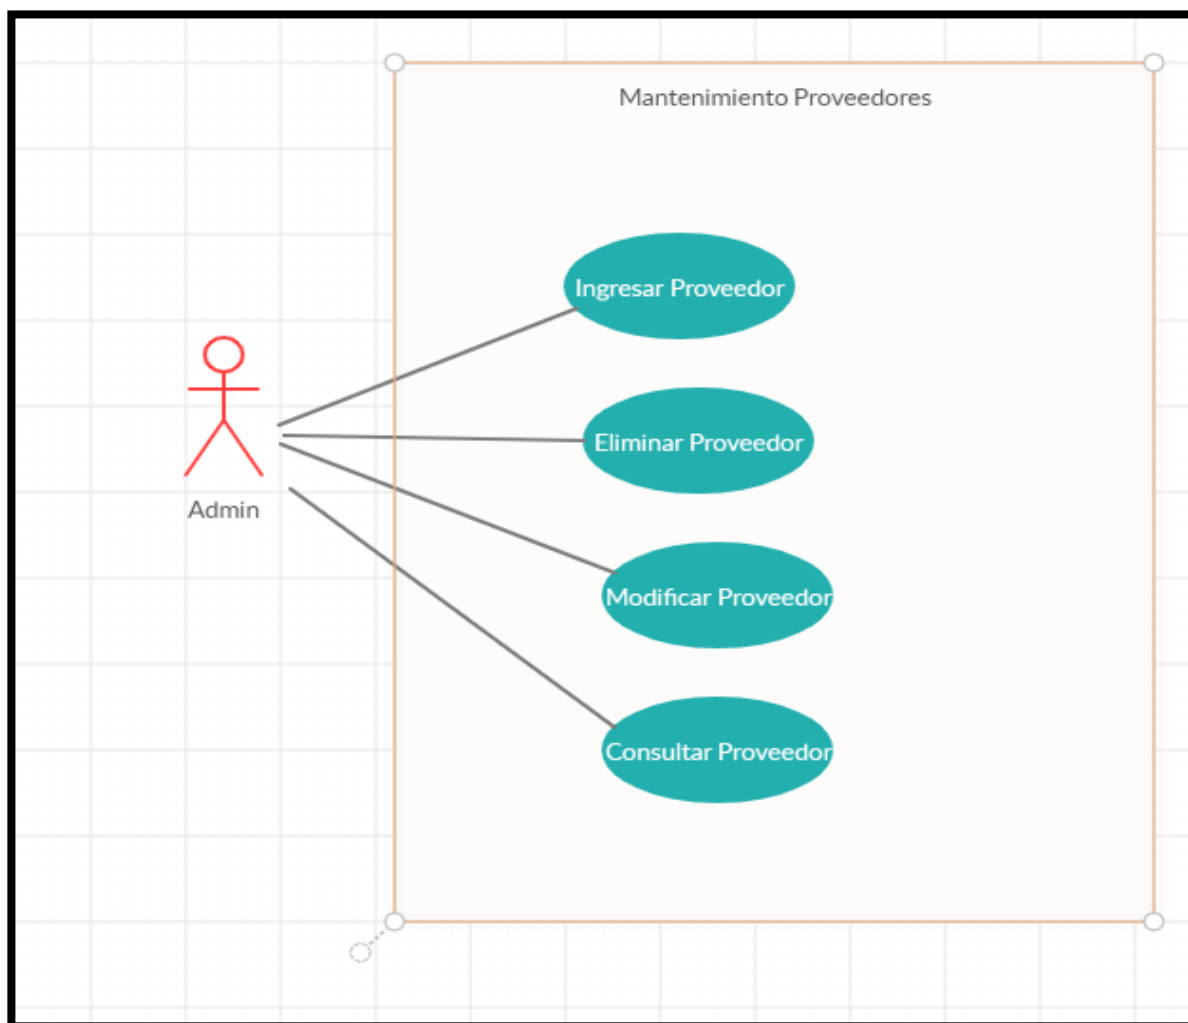 Mantenimiento Proveedores
Ingresar Proveedor
Eliminar Proveedor
Admin
Modificar Proveedor
Consultar Proveedor